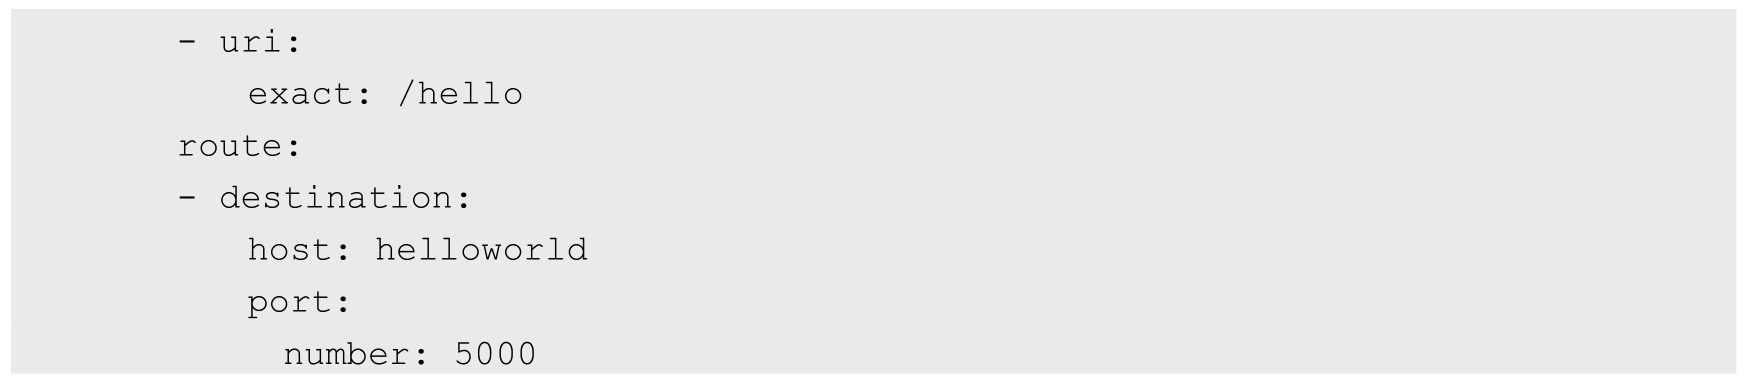 - uri:
exact: /hello
route:
- destination:
host: helloworld
port:
number: 5000